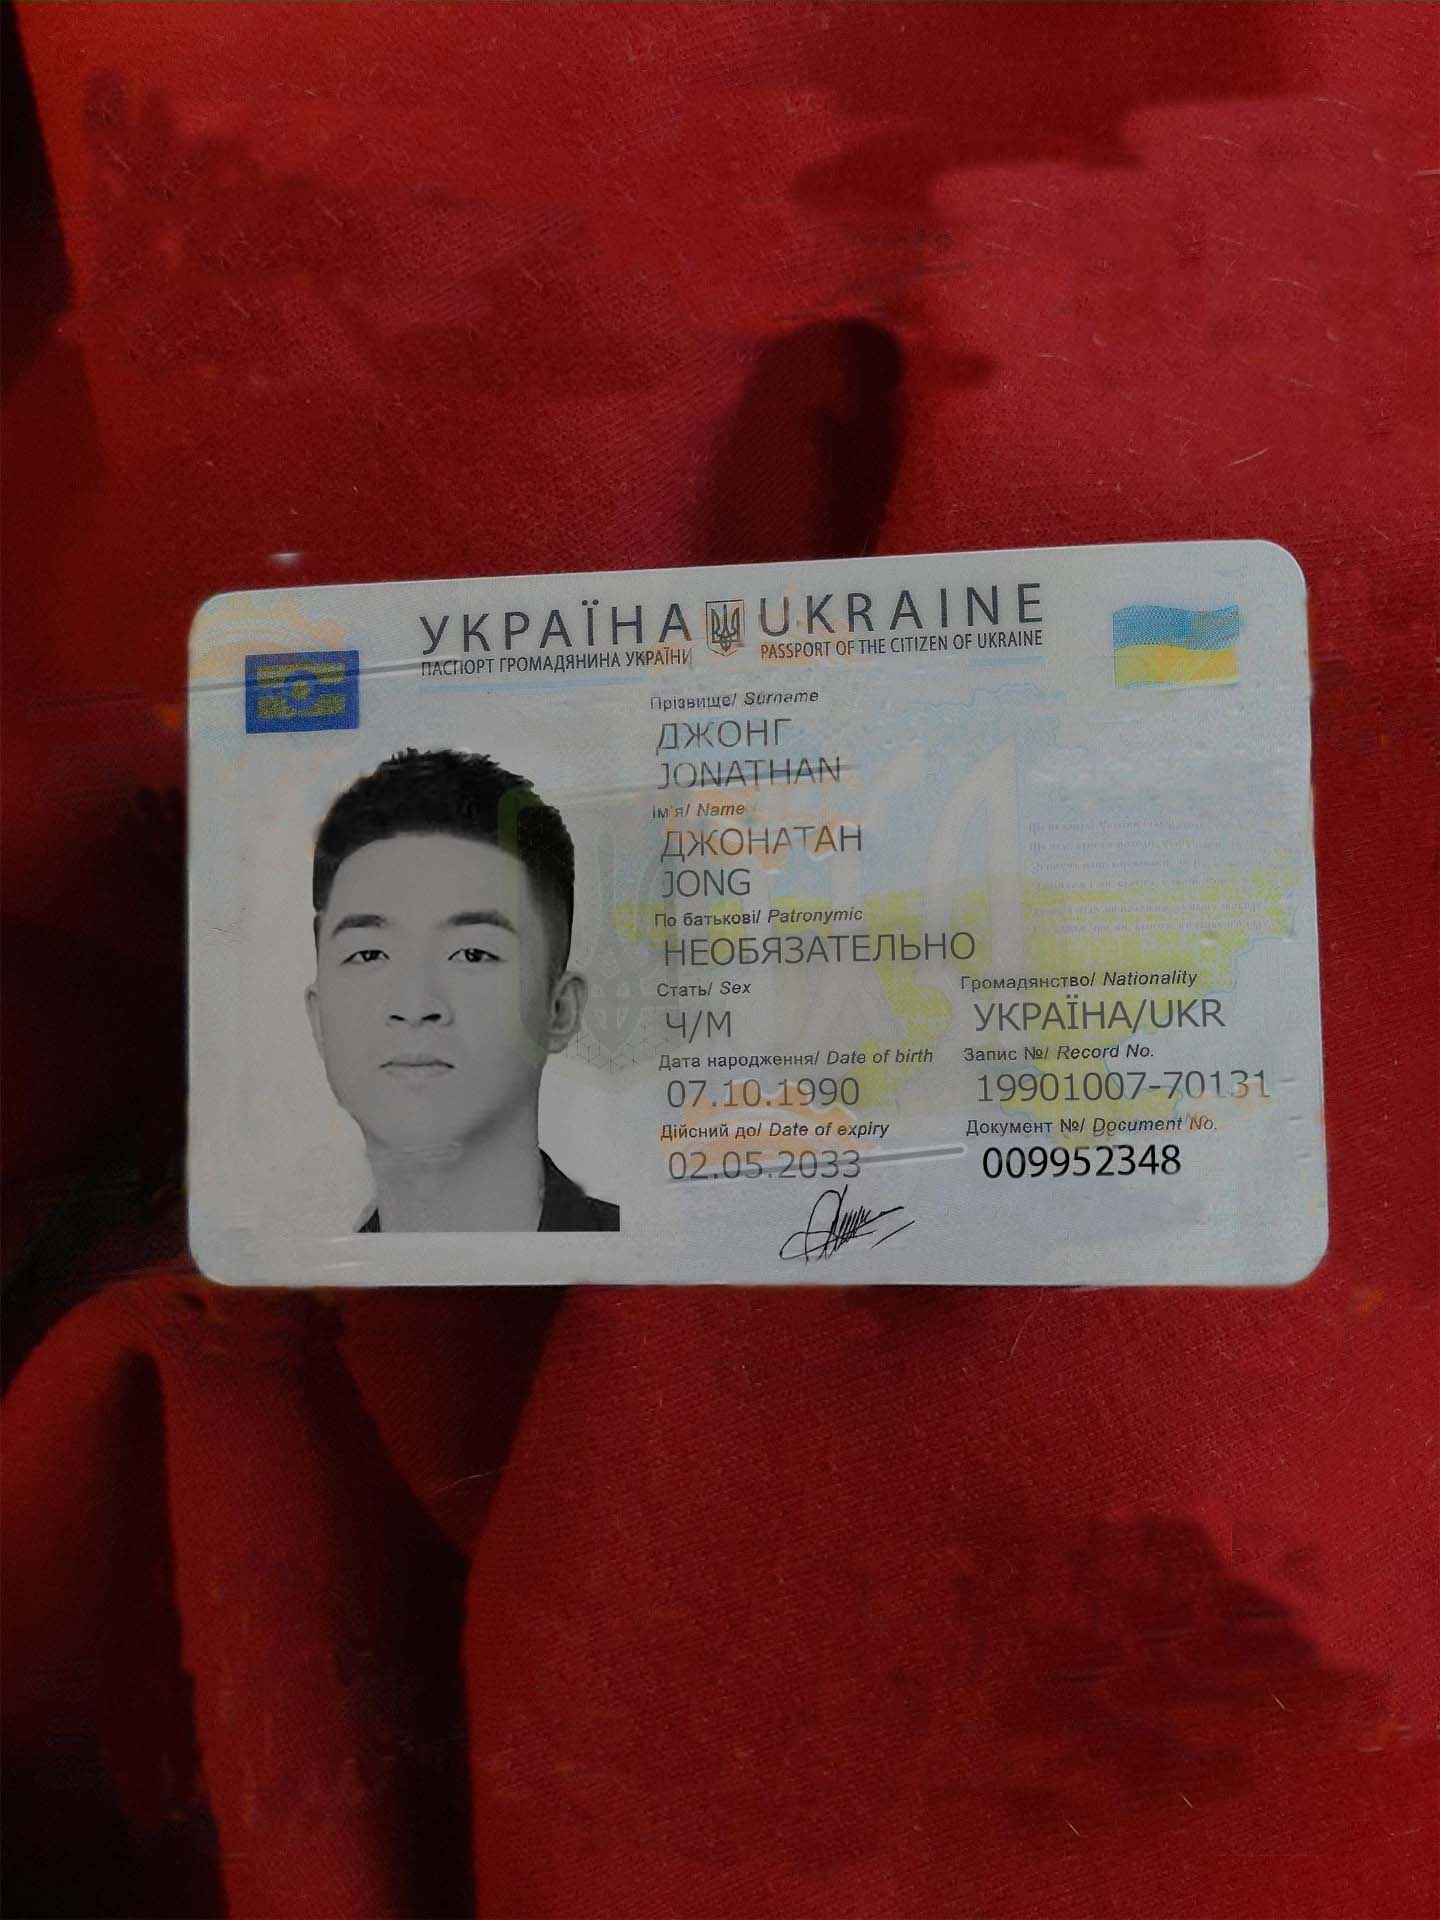 УКРАЇНА UKRAINE
ПАСПОРТ ГРОМАДЯНИНА УКРАЇНИ PASSPORT OF THE CITIZEN OF UKRAINE
Прізвище/ Surname
ДЖОНГ
JONATHAN
Ім'я/ Name
ДЖОНАТАН
JONG
По батькові/ Patronymic
НЕОБЯЗАТЕЛЬНО
Стать/ Sex
Ч/М
Громадянство/ Nationality
УКРАЇНА/UKR
Дата народження/ Date of birth
07.10.1990
Запис №/ Record No.
19901007-70131
Дійсний до/ Date of expiry
02.05.2033
Документ №/ Document No.
009952348